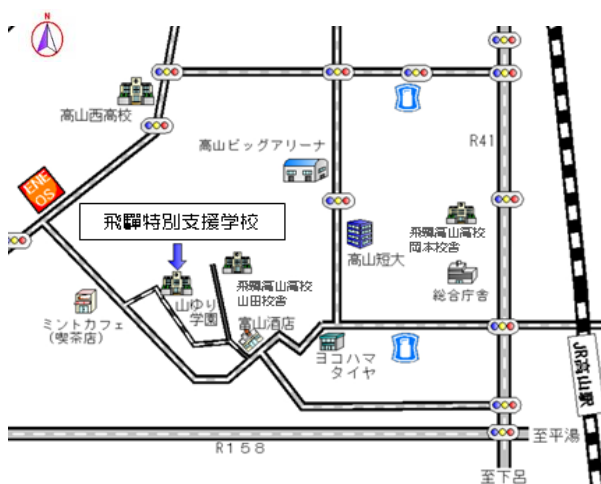 N
高山西高校
高山ビッグアリーナ
R41
ENE
OS
飛騨特別支援学校
飛騨高山高校
岡本校舎
高山短大
飛騨高山高校
山田校舎
総合庁舎
山ゆり
学園
富山酒店
ミントカフェ
(喫茶店)
ヨコハマ
タイヤ
JR高山駅
R158
至平湯
至下呂